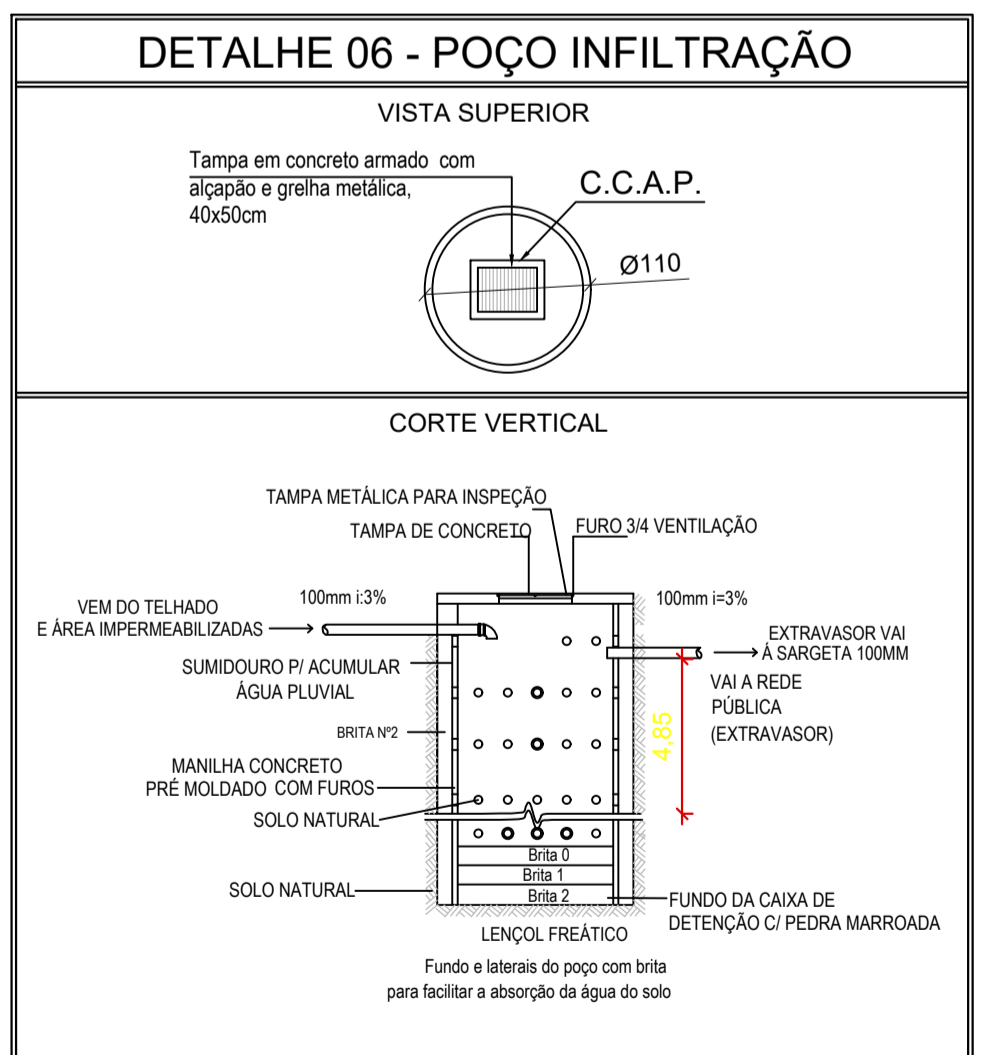 DETALHE 06 - POÇO INFILTRAÇÃO
VISTA SUPERIOR
Tampa em concreto armado com
alçapão e grelha metálica,
40x50cm
C.C.A.P.
Ø110
CORTE VERTICAL
TAMPA METÁLICA PARA INSPEÇÃO
TAMPA DE CONCRETO
FURO 3/4 VENTILAÇÃO
100mm i:3%
100mm i=3%
VEM DO TELHADO
E ÁREA IMPERMEABILIZADAS
EXTRAVASOR VAI
Á SARGETA 100MM
SUMIDOURO P/ ACUMULAR
ÁGUA PLUVIAL
VAI A REDE
PÚBLICA
(EXTRAVASOR)
4,85
BRITA Nº2
MANILHA CONCRETO
PRÉ MOLDADO COM FUROS
SOLO NATURAL
Brita 0
Brita 1
Brita 2
SOLO NATURAL
FUNDO DA CAIXA DE
DETENÇÃO C/ PEDRA MARROADA
LENÇOL FREÁTICO
Fundo e laterais do poço com brita
para facilitar a absorção da água do solo